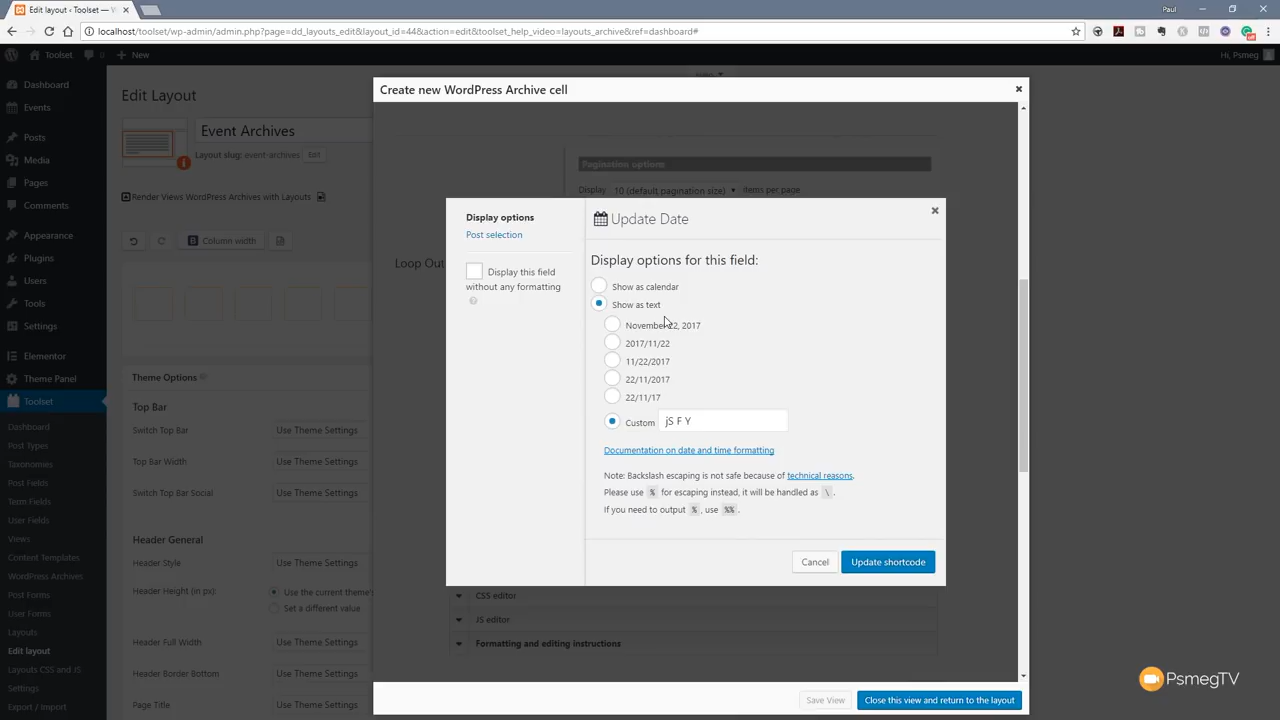 Edit layout ‹ Toolset — W
Paul
localhost/toolset/wp-admin/admin.php?page=dd_layouts_edit&layout_id=44&action=edit&toolset_help_video=layouts_archive&ref=dashboard#
Toolset
0
New
Hi, Psmeg
Dashboard
Events
Posts
Media
Pages
Comments
Appearance
Plugins
Users
Tools
Settings
Elementor
Theme Panel
Toolset
Dashboard
Post Types
Taxonomies
Post Fields
Term Fields
User Fields
Views
Content Templates
WordPress Archives
Post Forms
User Forms
Layouts
Edit layout
Layouts CSS and JS
Settings
Export / Import
Edit Layout
Event Archives
Layout slug: event-archives
Edit
Render Views WordPress Archives with Layouts
Column width
Theme Options
Top Bar
Switch Top Bar
Use Theme Settings
Top Bar Width
Use Theme Settings
Switch Top Bar Social
Use Theme Settings
Header General
Header Style
Use Theme Settings
Header Height (in px):
Use the current theme's
Set a different value
Header Full Width
Use Theme Settings
Header Border Bottom
Use Theme Settings
Page Title
Use Theme Settings
Create new WordPress Archive cell
Pagination options
Display 10 (default pagination size) items per page
Loop Out
Display options
Post selection
Display this field
without any formatting
Update Date
Display options for this field:
Show as calendar
Show as text
November 22, 2017
2017/11/22
11/22/2017
22/11/2017
22/11/17
Custom jS F Y
Documentation on date and time formatting
Note: Backslash escaping is not safe because of technical reasons.
Please use % for escaping instead, it will be handled as \.
If you need to output %, use %%.
Cancel
Update shortcode
CSS editor
JS editor
Formatting and editing instructions
Save View
Close this view and return to the layout
PsmegTV